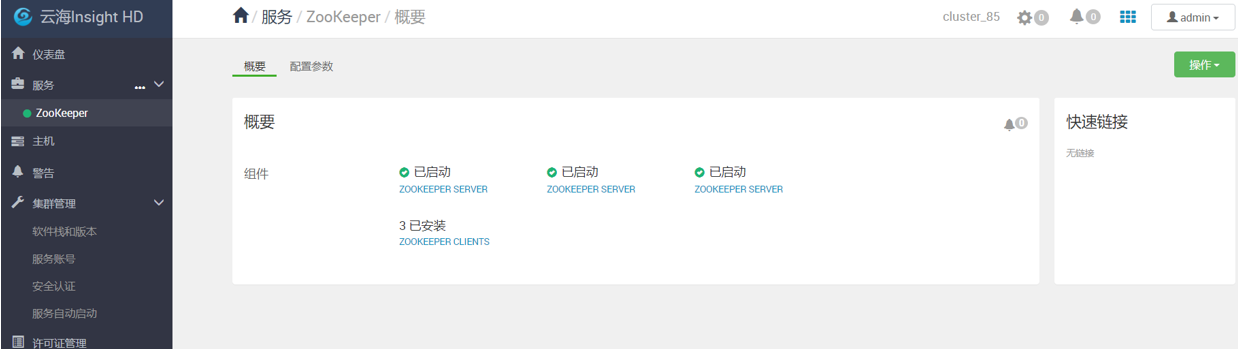 云海Insight HD
/ 服务 / ZooKeeper / 概要
cluster_85
0
0
admin
仪表盘
服务
...
ZooKeeper
主机
警告
集群管理
软件栈和版本
服务账号
安全认证
服务自动启动
许可证管理
概要
配置参数
操作
概要
0
组件
已启动
ZOOKEEPER SERVER
已启动
ZOOKEEPER SERVER
已启动
ZOOKEEPER SERVER
3 已安装
ZOOKEEPER CLIENTS
快速链接
无链接